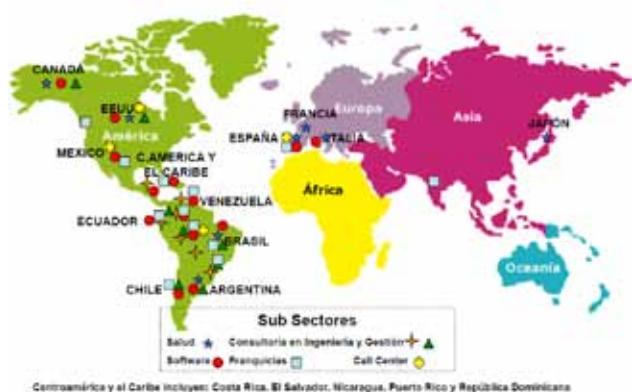 CANADÁ
EEUU
América
MEXICO
C.AMERICA Y
EL CARIBE
VENEZUELA
ECUADOR
BRASIL
CHILE
ARGENTINA
FRANCIA
Europa
ESPAÑA
ITALIA
Asia
JAPÓN
África
Oceanía
Sub Sectores
Salud Consultoría en Ingeniería y Gestión
Software Franquicias Call Center
Centroamérica y el Caribe incluyen: Costa Rica, El Salvador, Nicaragua, Puerto Rico y República Dominicana